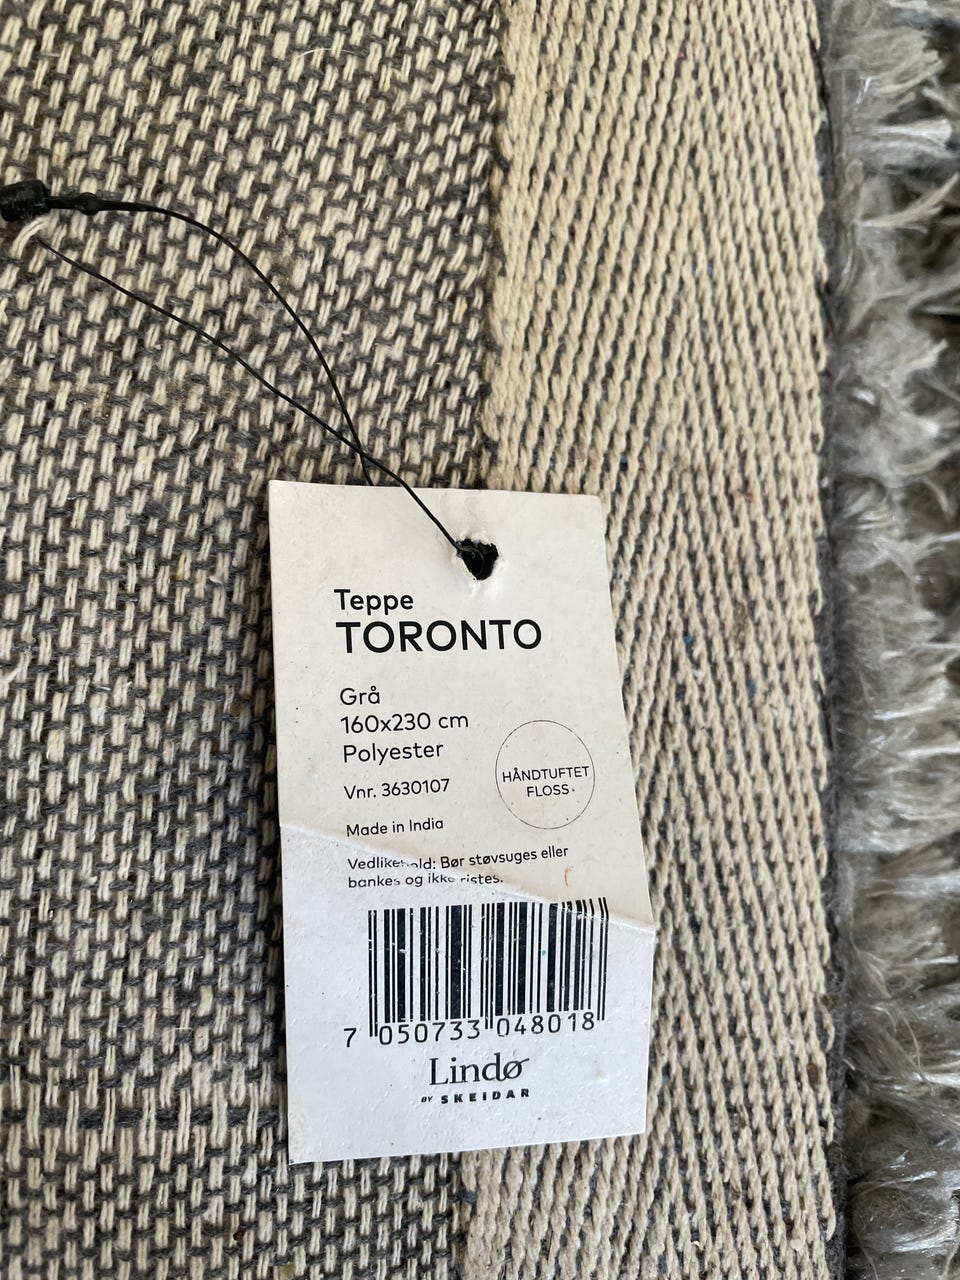 Teppe
TORONTO
Grå
160x230 cm
Polyester
HÅNDTUFTET
FLOSS
Vnr. 3630107
Made in India
Vedlikehold: Bør støvsuges eller
bankes og ikke ristes.
7 050733 048018
Lindø
BY SKEIDAR